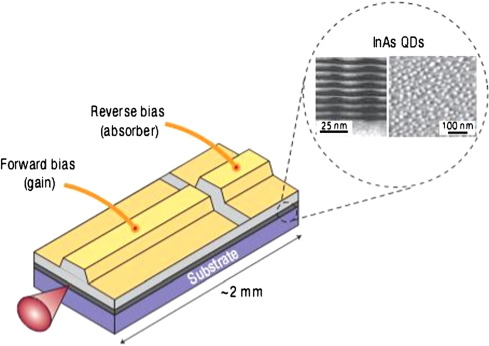 InAs QDs
25 nm
100 nm
Reverse bias
(absorber)
Forward bias
(gain)
Substrate
~2 mm